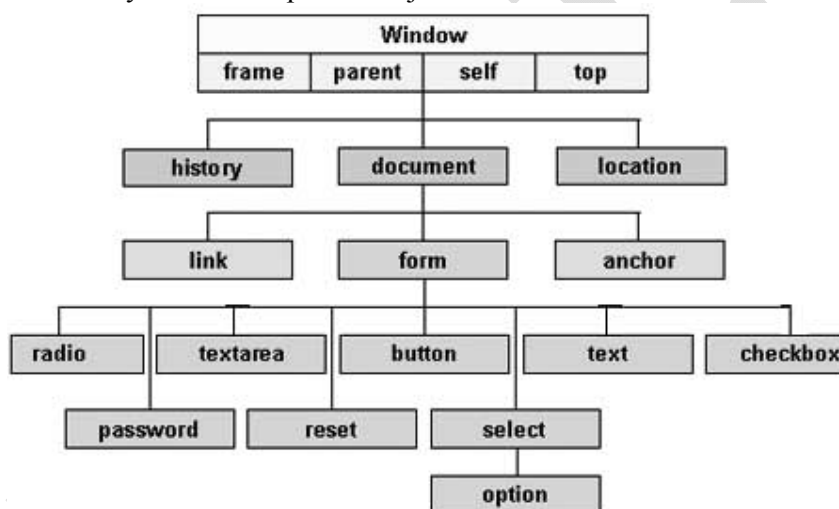 Window
frame parent self top
history document location
link form anchor
radio textarea button text checkbox
password reset select
option